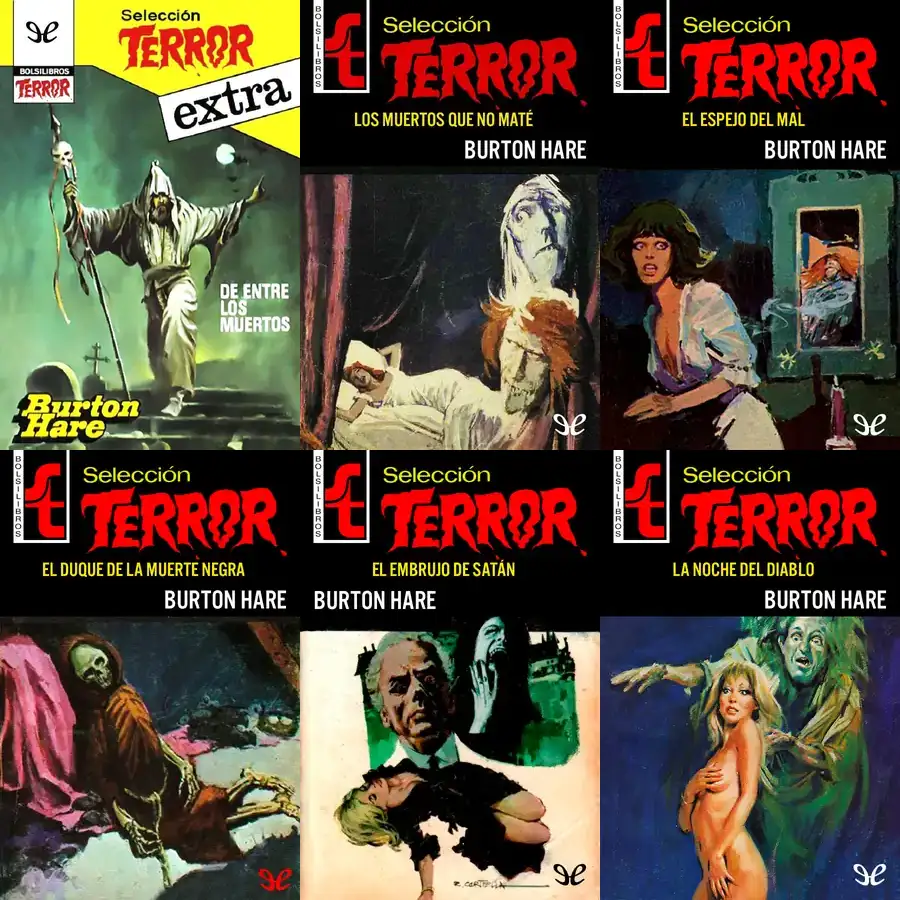 Selección
TERROR
extra
BOLSILIBROS
TERROR
DE ENTRE
LOS
MUERTOS
Burton
Hare
BOLSILIBROS
Selección
TERROR
LOS MUERTOS QUE NO MATÉ
BURTON HARE
BOLSILIBROS
Selección
TERROR
EL ESPEJO DEL MAL
BURTON HARE
BOLSILIBROS
Selección
TERROR
EL DUQUE DE LA MUERTE NEGRA
BURTON HARE
BOLSILIBROS
Selección
TERROR
EL EMBRUJO DE SATÁN
BURTON HARE
BOLSILIBROS
Selección
TERROR
LA NOCHE DEL DIABLO
BURTON HARE